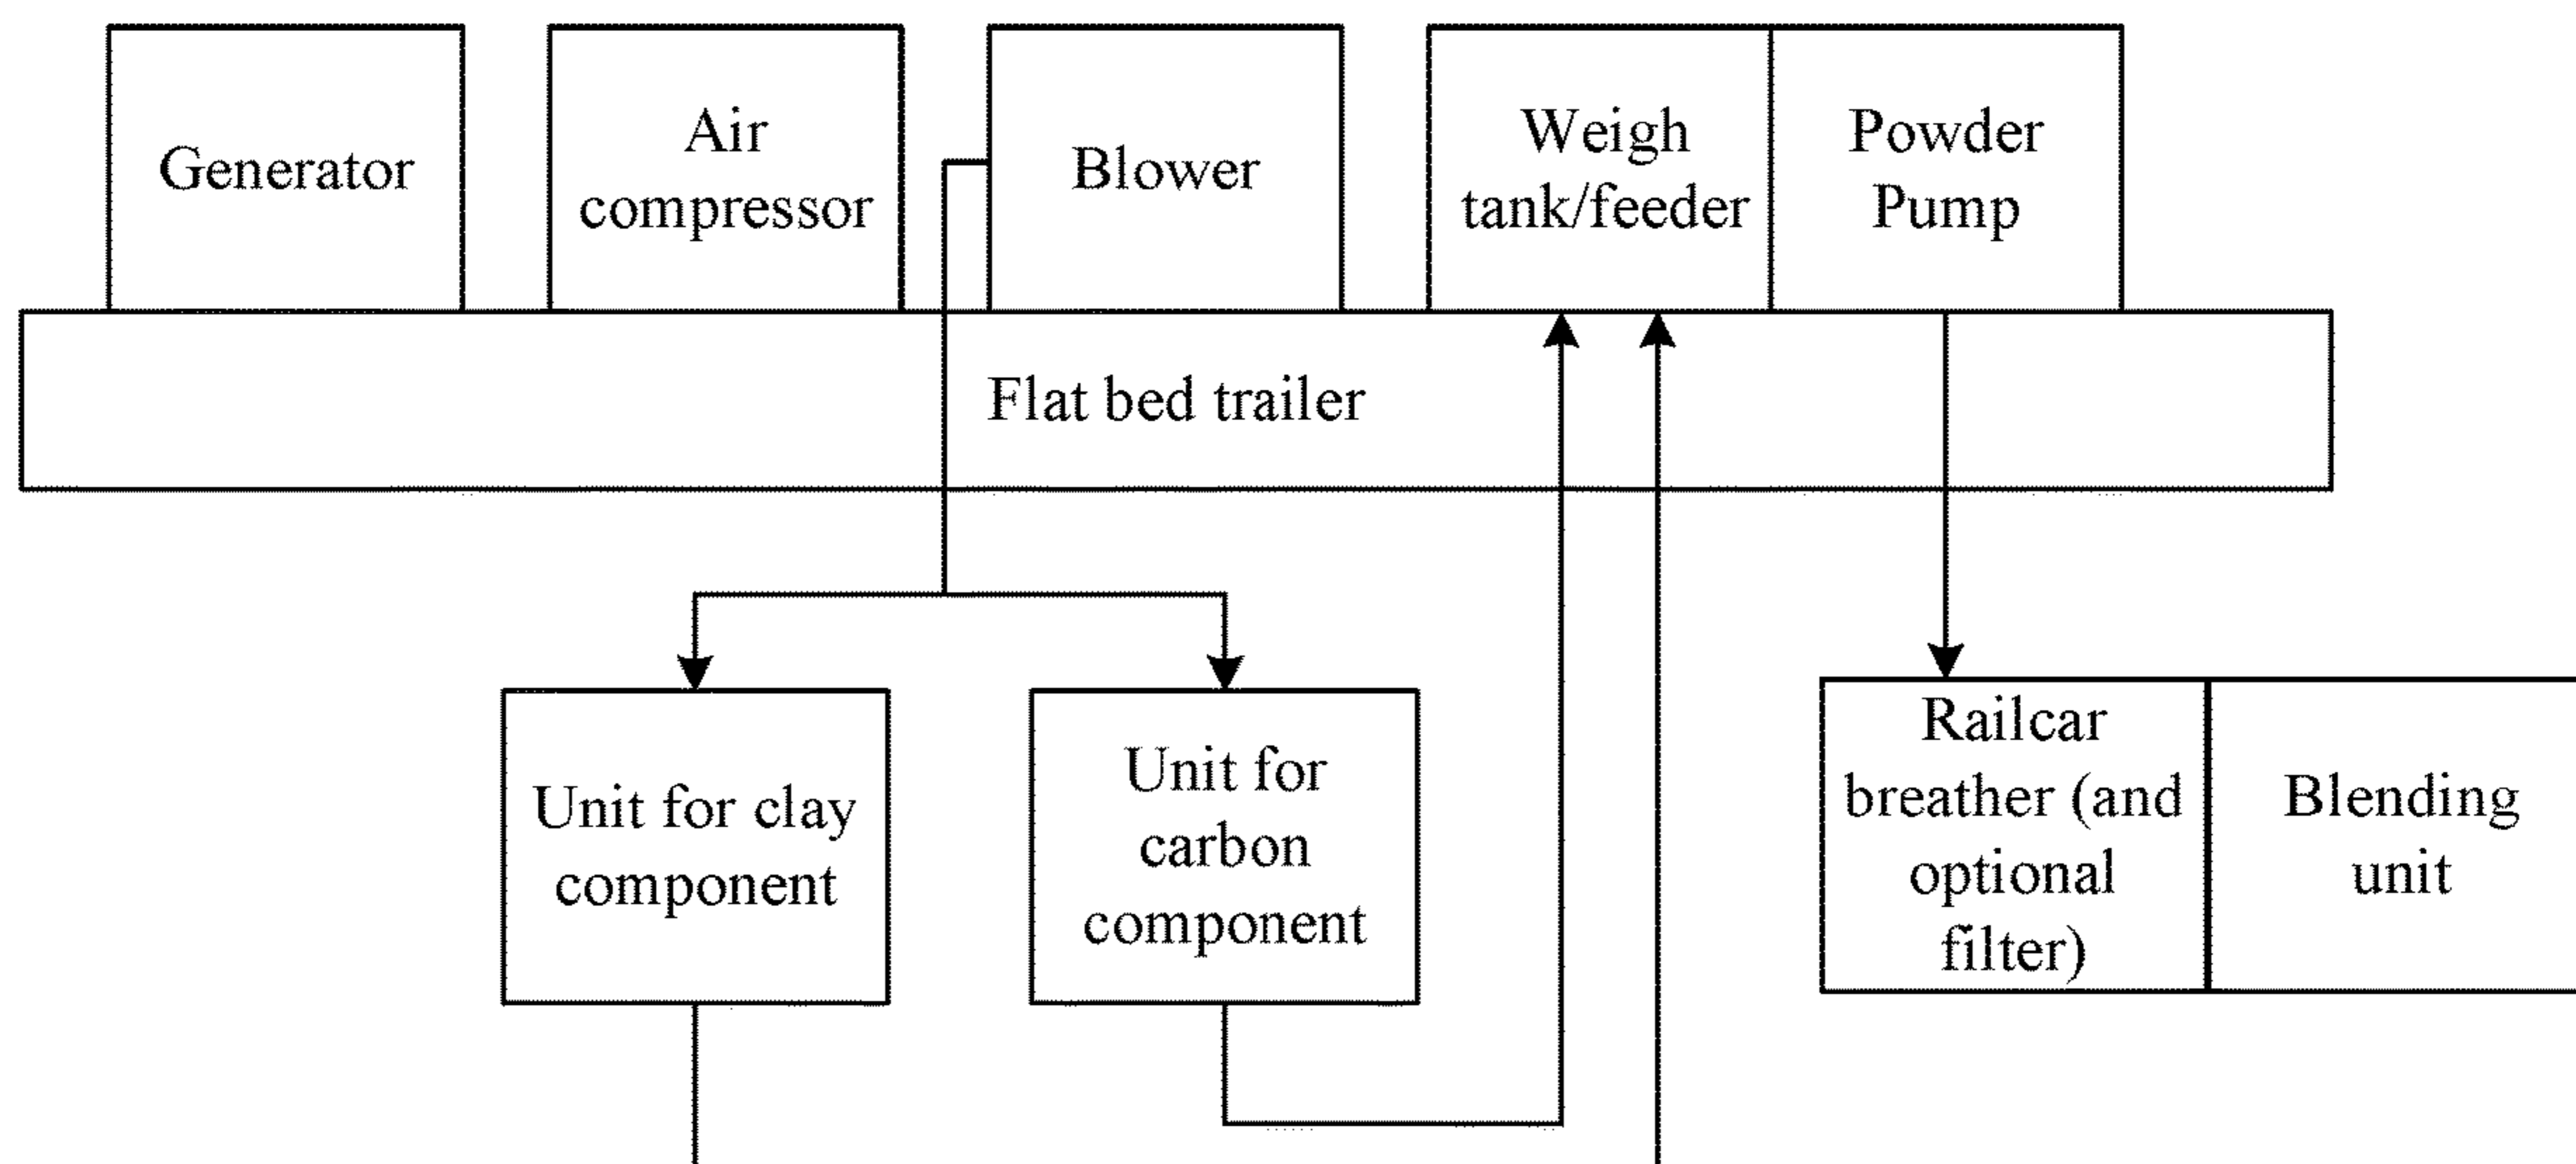 Generator
Air
compressor
Blower
Weigh
tank/feeder
Powder
Pump
Flat bed trailer
Unit for clay
component
Unit for
carbon
component
Railcar
breather (and
optional
filter)
Blending
unit